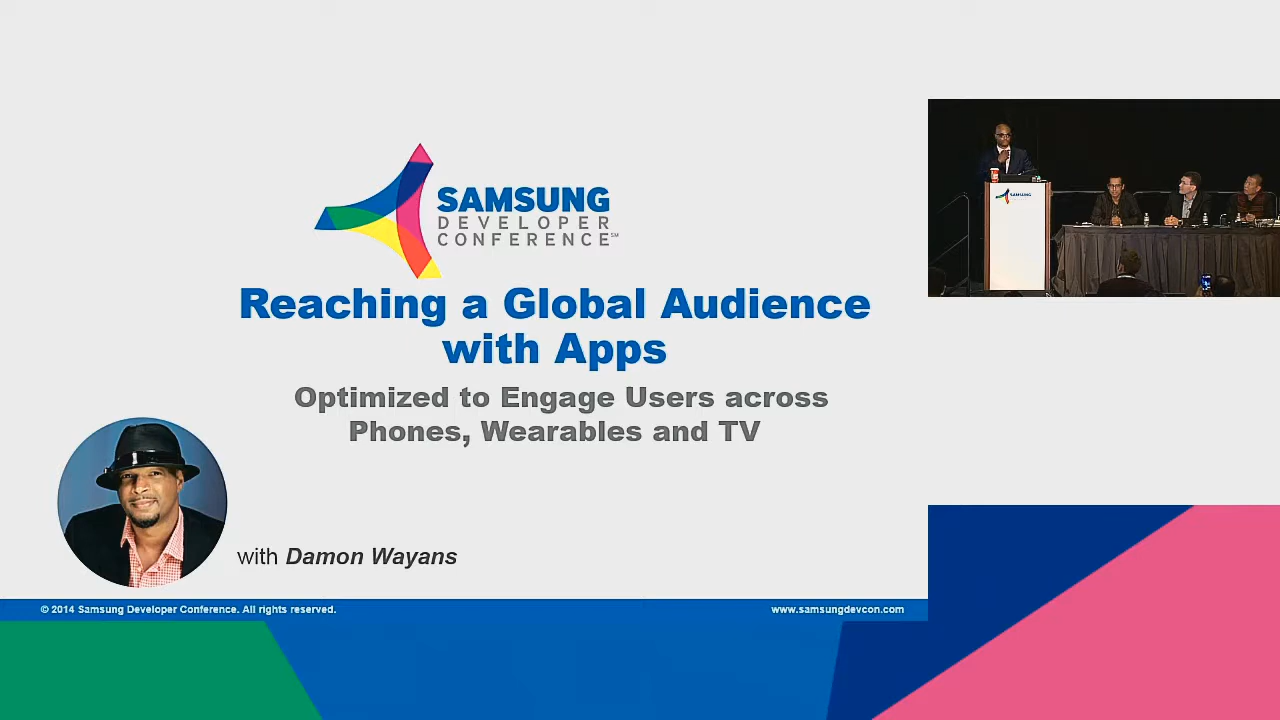 SAMSUNG
DEVELOPER
CONFERENCE℠
Reaching a Global Audience
with Apps
Optimized to Engage Users across
Phones, Wearables and TV
with Damon Wayans
© 2014 Samsung Developer Conference. All rights reserved.
www.samsungdevcon.com
SAMSUNG